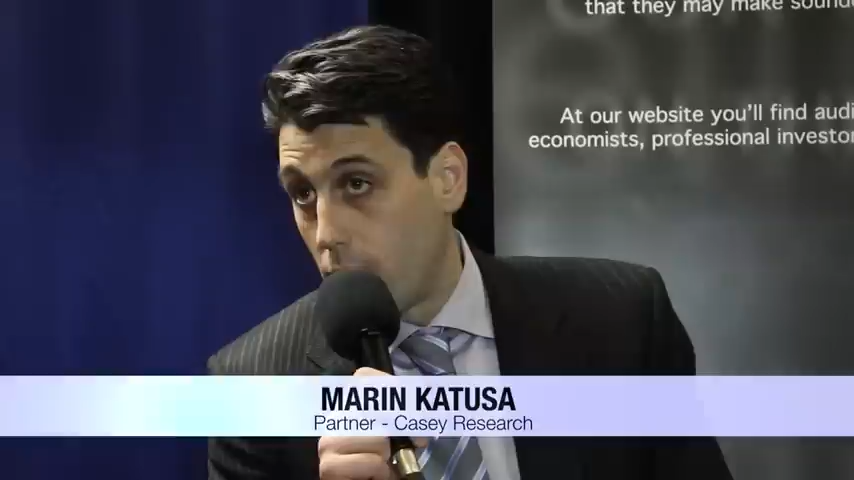 that they may make
At our website you'll find
economists, professional
MARIN KATUSA
Partner - Casey Research